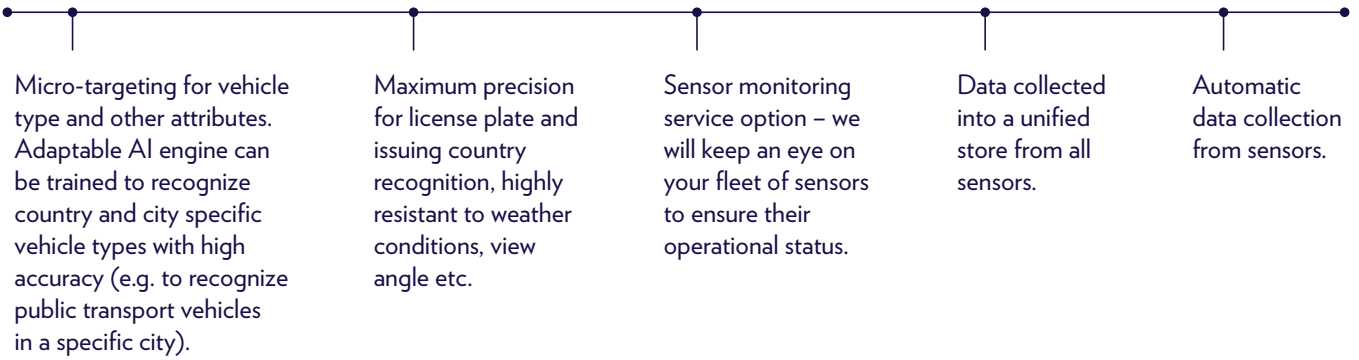 Micro-targeting for vehicle
type and other attributes.
Adaptable AI engine can
be trained to recognize
country and city specific
vehicle types with high
accuracy (e.g. to recognize
public transport vehicles
in a specific city).
Maximum precision
for license plate and
issuing country
recognition, highly
resistant to weather
conditions, view
angle etc.
Sensor monitoring
service option – we
will keep an eye on
your fleet of sensors
to ensure their
operational status.
Data collected
into a unified
store from all
sensors.
Automatic
data collection
from sensors.